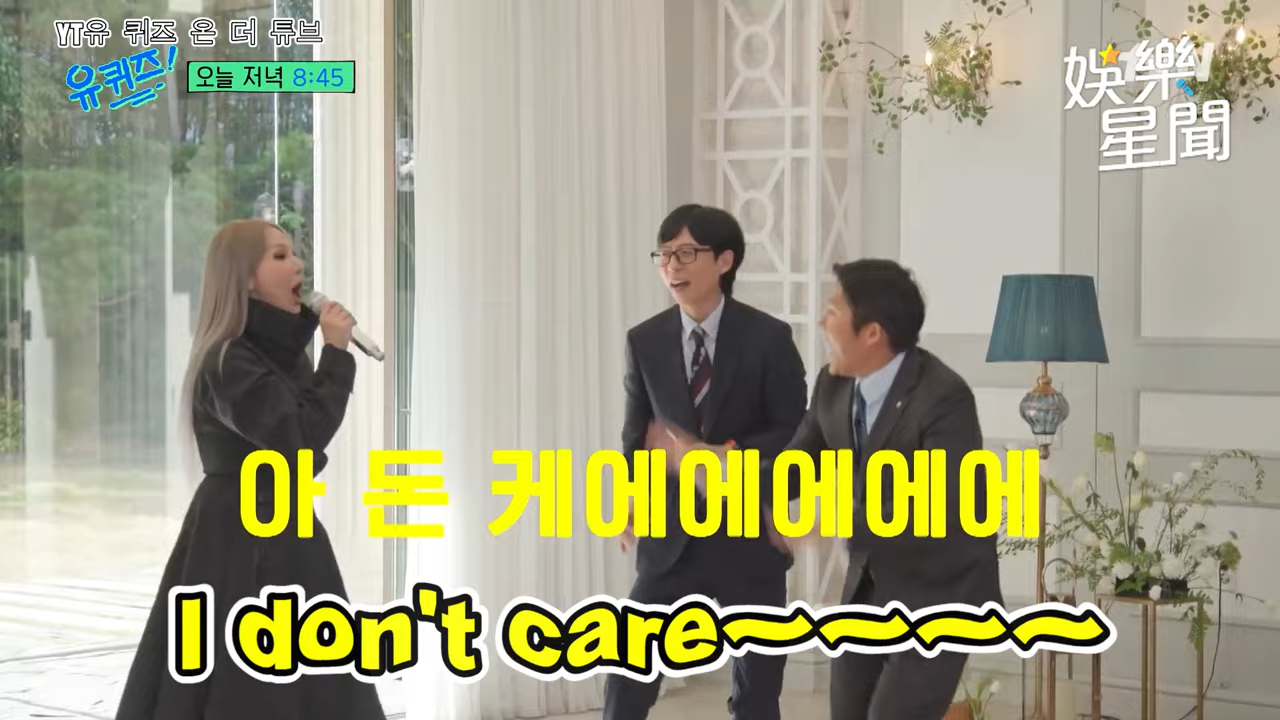 YT유 퀴즈 온 더 튜브
유퀴즈!
오늘 저녁 8:45
娛樂
星聞
아 돈 케에에에에에
I don't care~~~~